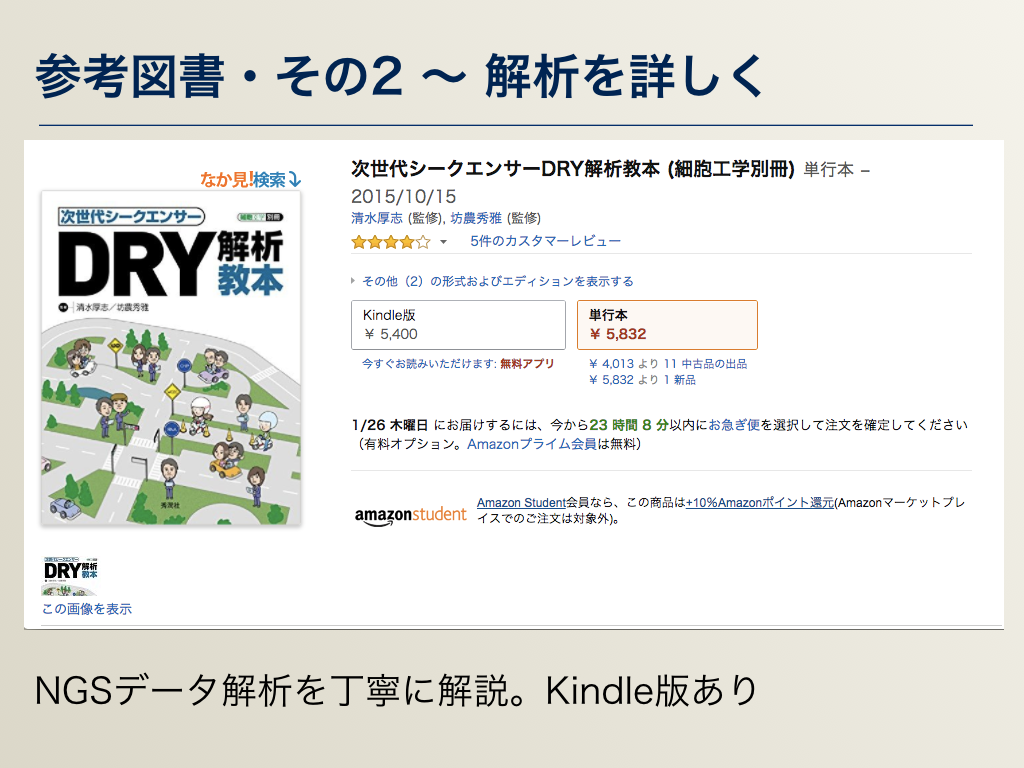 参考図書・その2 〜 解析を詳しく
なか見!検索
次世代シークエンサー
細胞工学 別冊
DRY解析
教本
清水厚志／坊農秀雅
秀潤社
次世代シークエンサー
DRY解析
教本
この画像を表示
次世代シークエンサーDRY解析教本 (細胞工学別冊) 単行本 –
2015/10/15
清水厚志 (監修), 坊農秀雅 (監修)
5件のカスタマーレビュー
その他（2）の形式およびエディションを表示する
Kindle版
￥ 5,400
今すぐお読みいただけます: 無料アプリ
単行本
￥ 5,832
￥ 4,013 より 11 中古品の出品
￥ 5,832 より 1 新品
1/26 木曜日 にお届けするには、今から23 時間 8 分以内にお急ぎ便を選択して注文を確定してください
（有料オプション。Amazonプライム会員は無料）
amazonstudent
Amazon Student会員なら、この商品は+10%Amazonポイント還元(Amazonマーケットプレ
イスでのご注文は対象外)。
NGSデータ解析を丁寧に解説。Kindle版あり